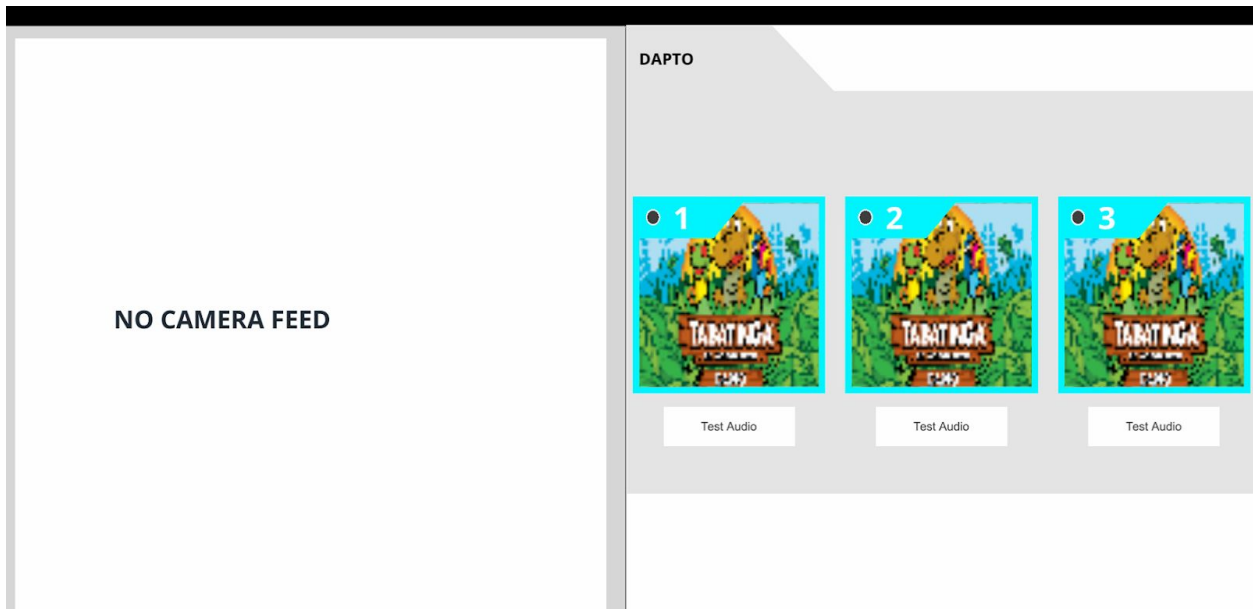 NO CAMERA FEED
DAPTO
1
2
3
TABATINGA
TABATINGA
TABATINGA
Test Audio
Test Audio
Test Audio